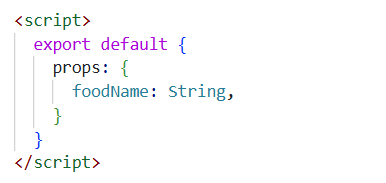 <script>
  export default {
    props: {
      foodName: String,
    }
  }
</script>